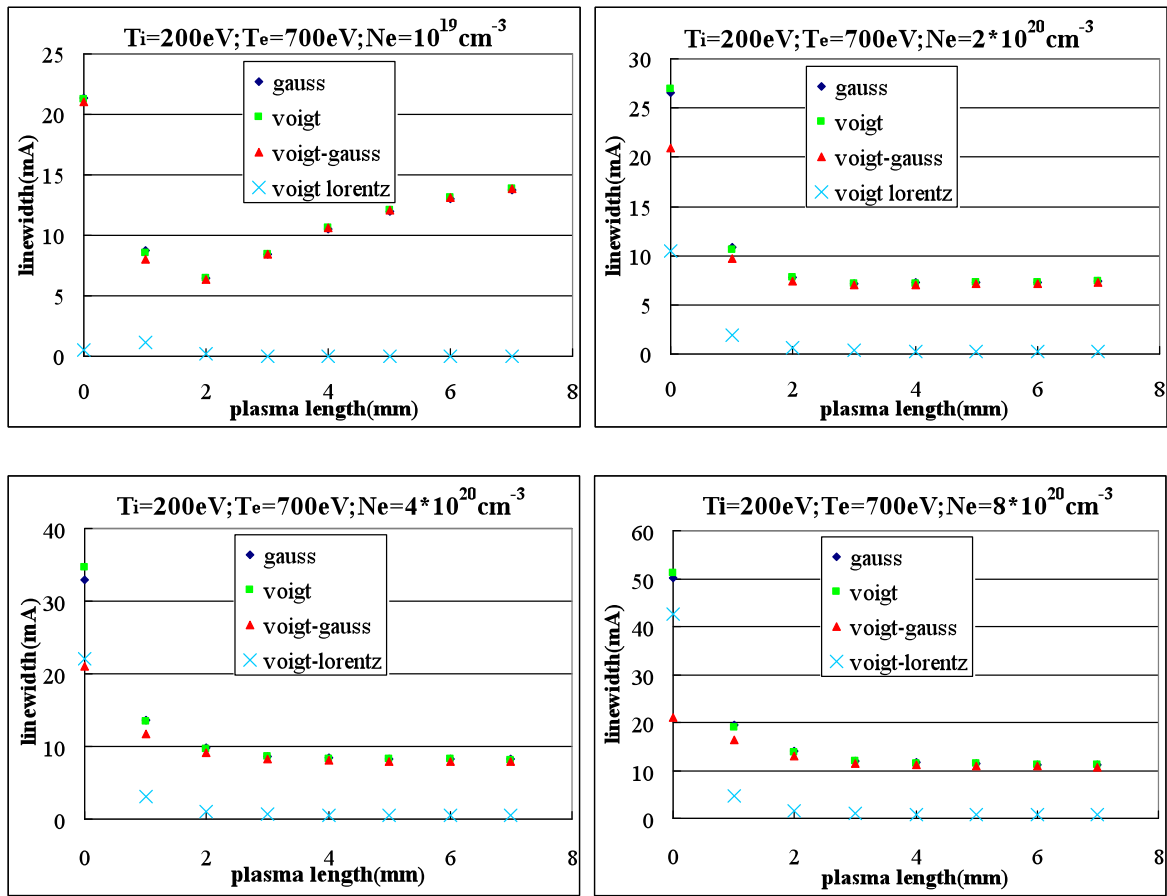 Ti=200eV;Te=700eV;Ne=10^19cm^-3
25
20
15
10
5
0
linewidth(mA)
gauss
voigt
voigt-gauss
voigt lorentz
0 2 4 6 8
plasma length(mm)
Ti=200eV;Te=700eV;Ne=2*10^20cm^-3
30
25
20
15
10
5
0
linewidth(mA)
gauss
voigt
voigt-gauss
voigt lorentz
0 2 4 6 8
plasma length(mm)
Ti=200eV;Te=700eV;Ne=4*10^20cm^-3
40
30
20
10
0
linewidth(mA)
gauss
voigt
voigt-gauss
voigt-lorentz
0 2 4 6 8
plasma length(mm)
Ti=200eV;Te=700eV;Ne=8*10^20cm^-3
60
50
40
30
20
10
0
linewidth(mA)
gauss
voigt
voigt-gauss
voigt-lorentz
0 2 4 6 8
plasma length(mm)